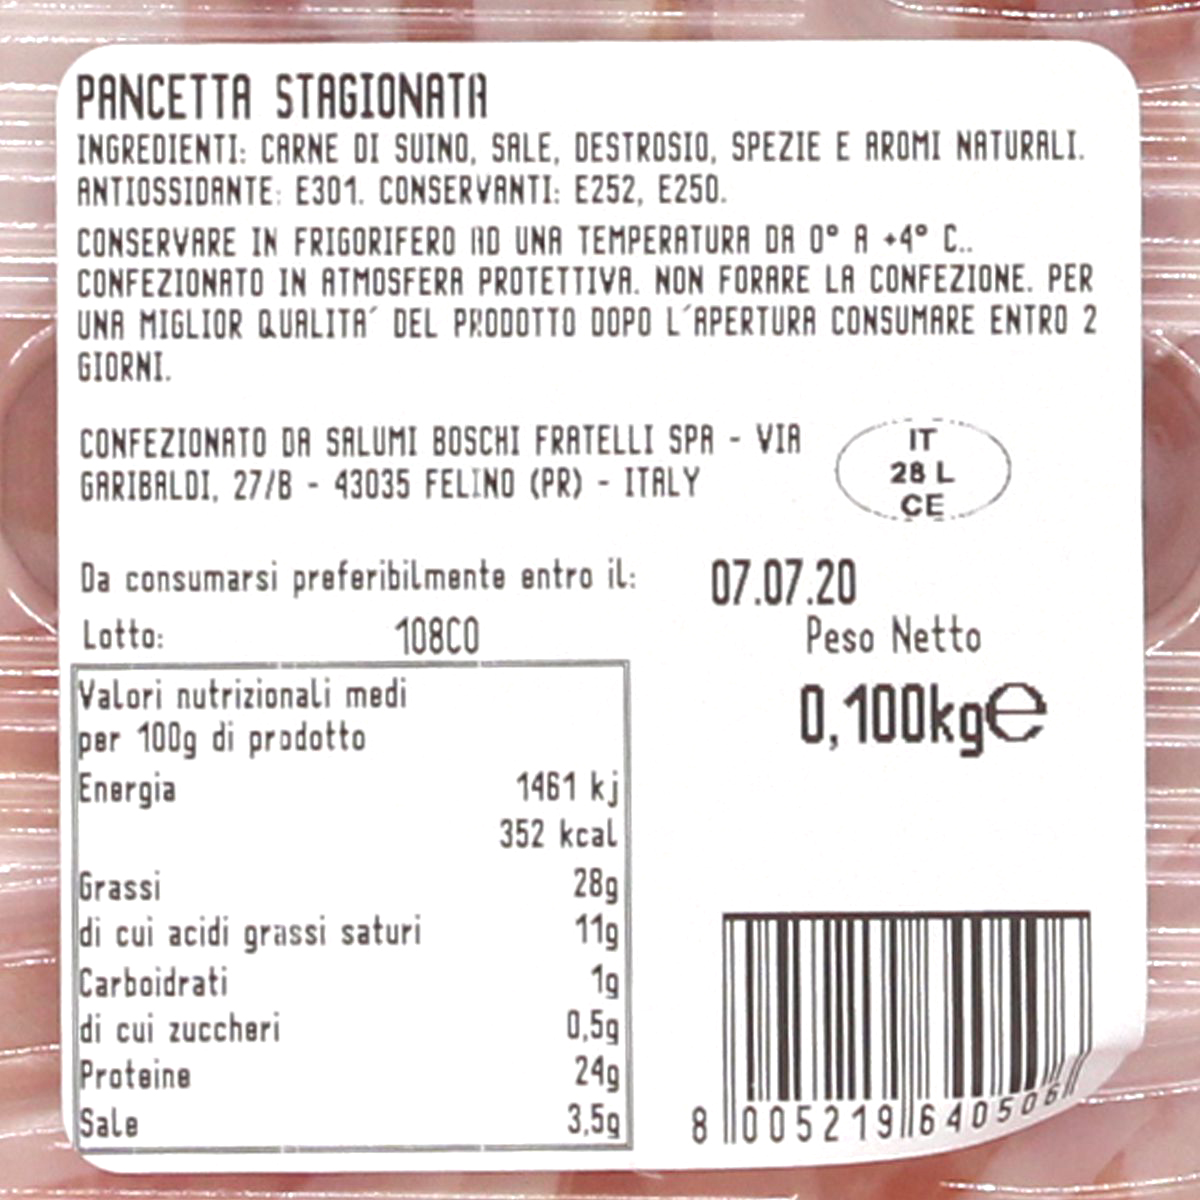 PANCETTA STAGIONATA
INGREDIENTI: CARNE DI SUINO, SALE, DESTROSIO, SPEZIE E AROMI NATURALI.
ANTIOSSIDANTE: E301. CONSERVANTI: E252, E250.
CONSERVARE IN FRIGORIFERO AD UNA TEMPERATURA DA 0° A +4° C..
CONFEZIONATO IN ATMOSFERA PROTETTIVA. NON FORARE LA CONFEZIONE. PER
UNA MIGLIOR QUALITA´ DEL PRODOTTO DOPO L´APERTURA CONSUMARE ENTRO 2
GIORNI.
CONFEZIONATO DA SALUMI BOSCHI FRATELLI SPA - VIA
GARIBALDI, 27/B - 43035 FELINO (PR) - ITALY
IT
28 L
CE
Da consumarsi preferibilmente entro il: 07.07.20
Lotto: 108C0
Peso Netto
0,100kge
Valori nutrizionali medi
per 100g di prodotto
Energia 1461 kj
352 kcal
Grassi 28g
di cui acidi grassi saturi 11g
Carboidrati 1g
di cui zuccheri 0,5g
Proteine 24g
Sale 3,5g
8 005219 640506